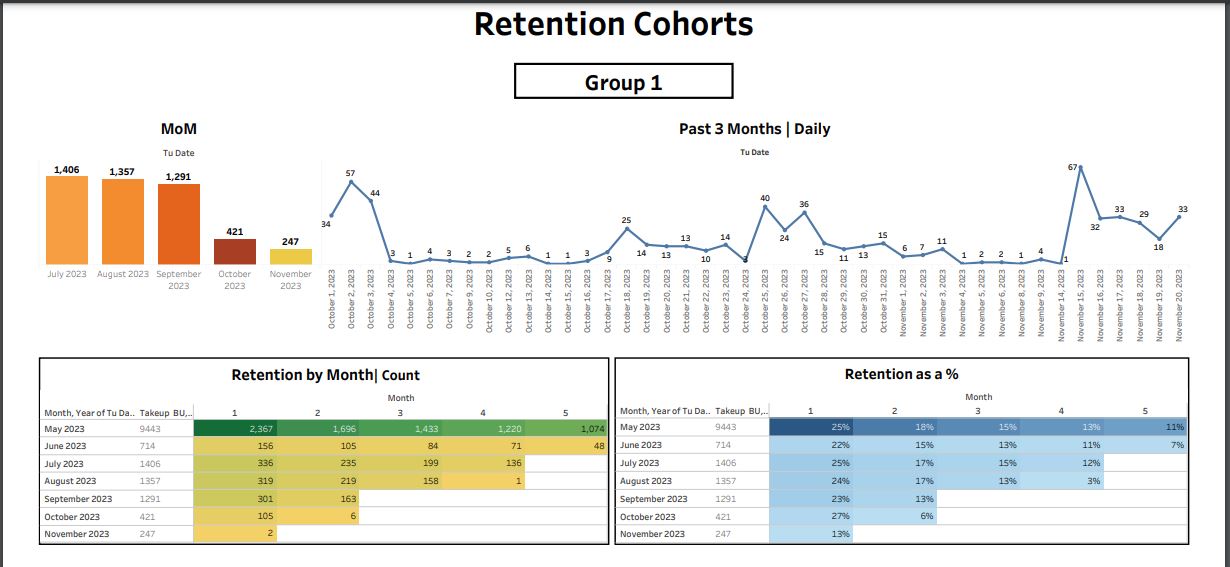 Retention Cohorts
Group 1
MoM
Tu Date
1,406
1,357
1,291
421
247
July 2023
August 2023
September
2023
October
2023
November
2023
Past 3 Months | Daily
Tu Date
34
57
44
3
1
4
3
2
2
5
6
1
1
3
9
25
14
13
13
10
14
3
40
24
36
15
11
13
15
6
7
11
1
2
2
1
4
1
67
32
33
29
18
33
October 1, 2023
October 2, 2023
October 3, 2023
October 4, 2023
October 5, 2023
October 6, 2023
October 7, 2023
October 9, 2023
October 10, 2023
October 12, 2023
October 13, 2023
October 14, 2023
October 15, 2023
October 16, 2023
October 17, 2023
October 18, 2023
October 19, 2023
October 20, 2023
October 21, 2023
October 22, 2023
October 23, 2023
October 24, 2023
October 25, 2023
October 26, 2023
October 27, 2023
October 28, 2023
October 29, 2023
October 30, 2023
October 31, 2023
November 1, 2023
November 2, 2023
November 3, 2023
November 4, 2023
November 5, 2023
November 6, 2023
November 8, 2023
November 9, 2023
November 14, 2023
November 15, 2023
November 16, 2023
November 17, 2023
November 18, 2023
November 19, 2023
November 20, 2023
Retention by Month| Count
Month
Month, Year of Tu Da.. Takeup BU,.. 1 2 3 4 5
May 2023 9443 2,367 1,696 1,433 1,220 1,074
June 2023 714 156 105 84 71 48
July 2023 1406 336 235 199 136
August 2023 1357 319 219 158 1
September 2023 1291 301 163
October 2023 421 105 6
November 2023 247 2
Retention as a %
Month
Month, Year of Tu Da.. Takeup BU,.. 1 2 3 4 5
May 2023 9443 25% 18% 15% 13% 11%
June 2023 714 22% 15% 13% 11% 7%
July 2023 1406 25% 17% 15% 12%
August 2023 1357 24% 17% 13% 3%
September 2023 1291 23% 13%
October 2023 421 27% 6%
November 2023 247 13%